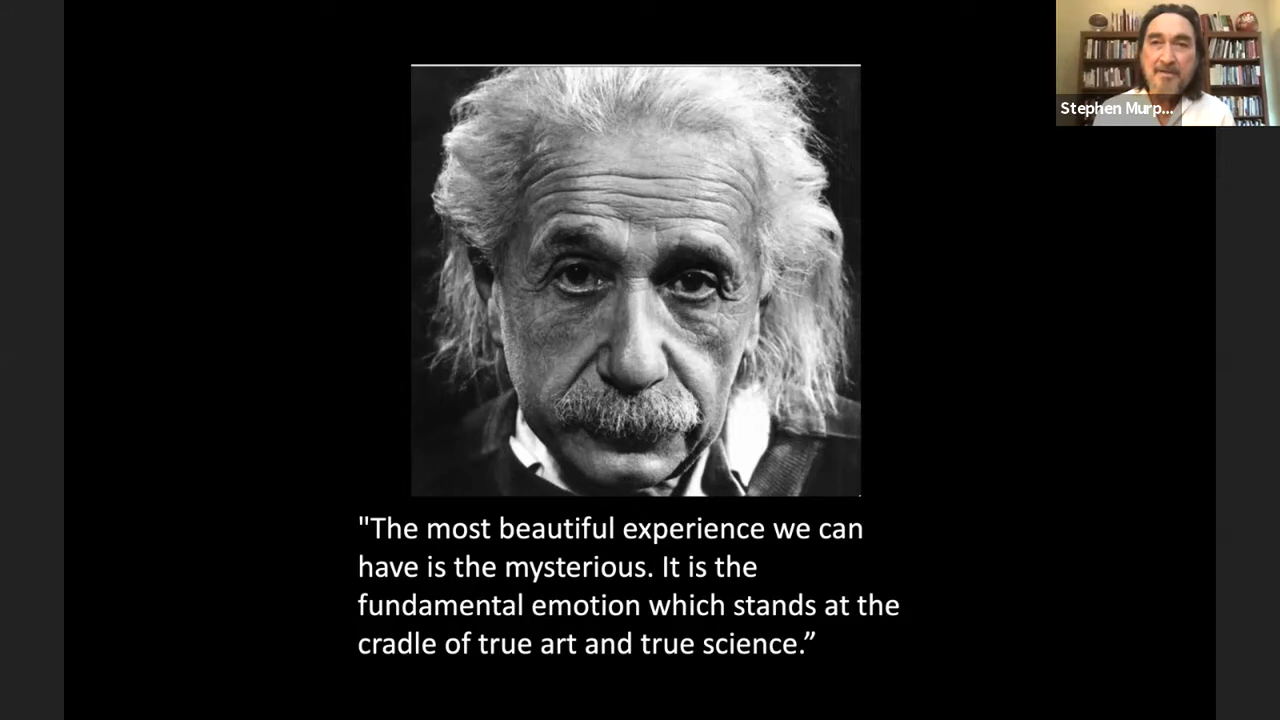 Stephen Murp...
"The most beautiful experience we can
have is the mysterious. It is the
fundamental emotion which stands at the
cradle of true art and true science.”